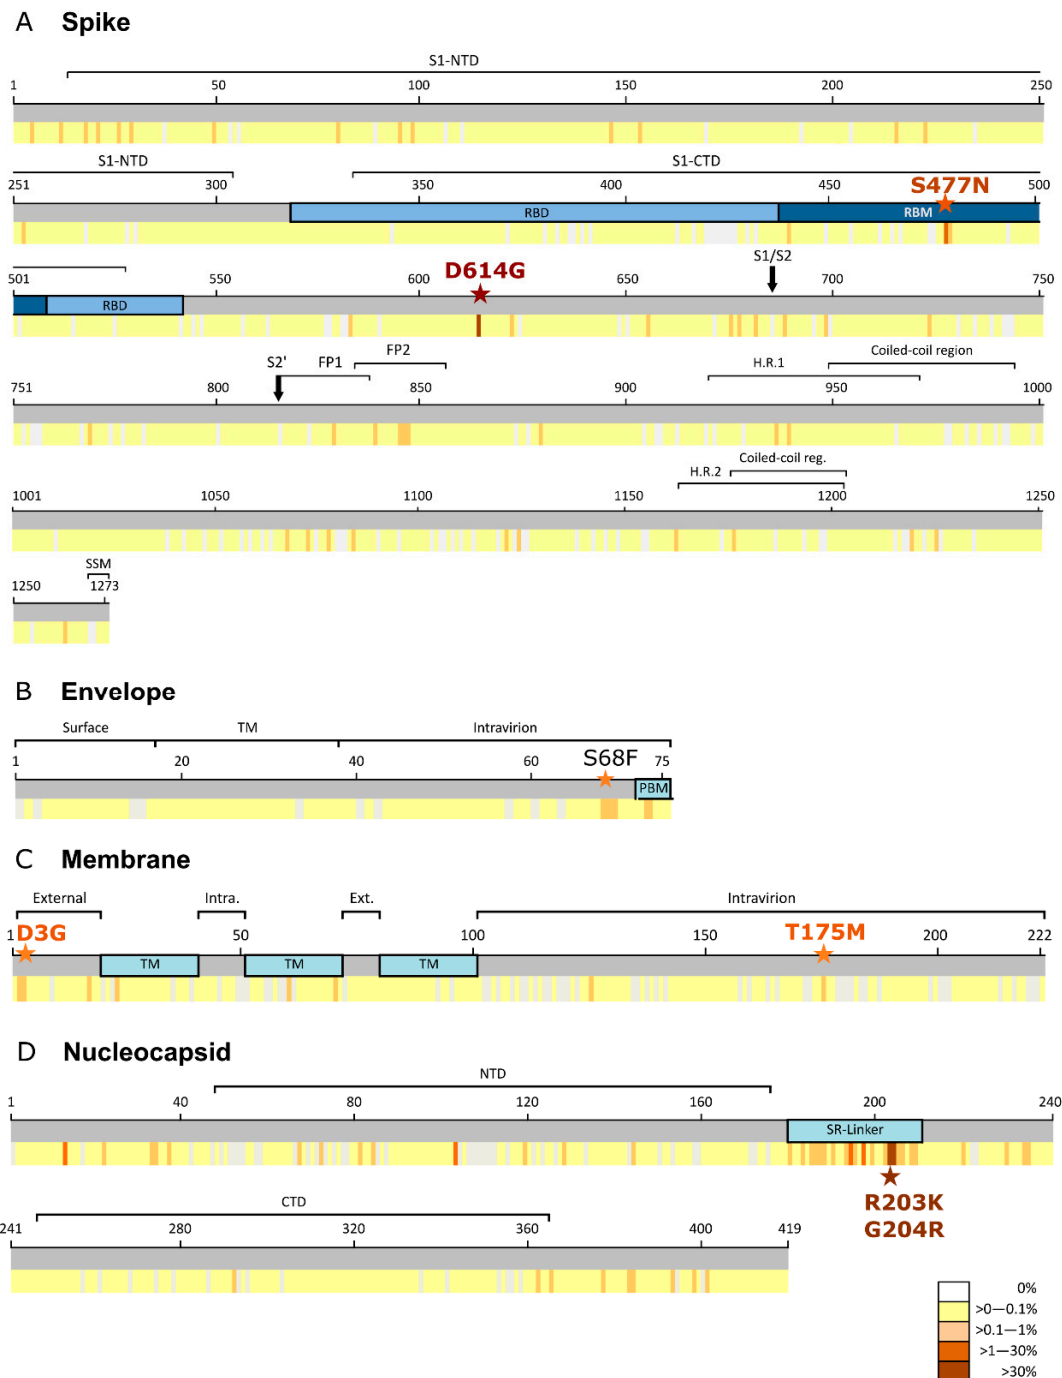 A Spike
S1-NTD
1 50 100 150 200 250
S1-NTD S1-CTD
251 300 350 400 450 500
S477N
RBD RBM
501 550 600 650 700 750
D614G
S1/S2
RBD
S2' FP1 FP2 H.R.1 Coiled-coil region
751 800 850 900 950 1000
Coiled-coil reg.
H.R.2
1001 1050 1100 1150 1200 1250
SSM
1250 1273
B Envelope
Surface TM Intravirion
1 20 40 60 75
S68F
PBM
C Membrane
External Intra. Ext. Intravirion
D3G T175M
1 50 100 150 200 222
TM TM TM
D Nucleocapsid
NTD
1 40 80 120 160 200 240
SR-Linker
R203K
G204R
CTD
241 280 320 360 400 419
0%
>0—0.1%
>0.1—1%
>1—30%
>30%